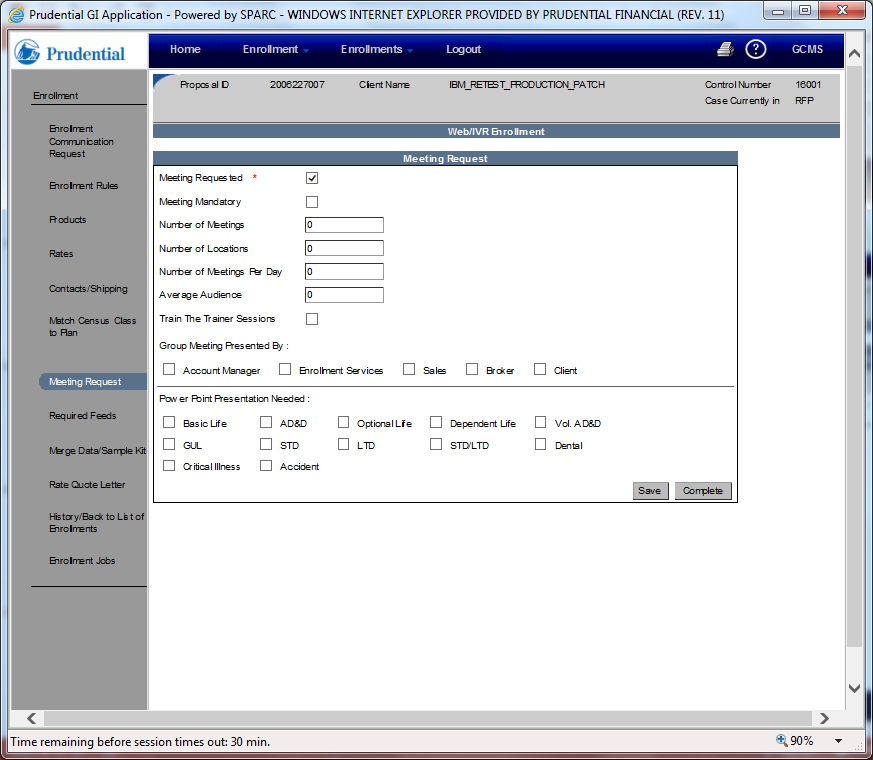 Prudential GI Application - Powered by SPARC - WINDOWS INTERNET EXPLORER PROVIDED BY PRUDENTIAL FINANCIAL (REV. 11)
Prudential
Home Enrollment Enrollments Logout ? GCMS
Proposal ID 2006227007 Client Name IBM_RETEST_PRODUCTION_PATCH Control Number 16001
Case Currently in RFP
Web/IVR Enrollment
Enrollment
Enrollment
Communication
Request
Enrollment Rules
Products
Rates
Contacts/Shipping
Match Census Class
to Plan
Meeting Request
Required Feeds
Merge Data/Sample Kit
Rate Quote Letter
History/Back to List of
Enrollments
Enrollment Jobs
Meeting Request
Meeting Requested *
Meeting Mandatory
Number of Meetings 0
Number of Locations 0
Number of Meetings Per Day 0
Average Audience 0
Train The Trainer Sessions
Group Meeting Presented By :
Account Manager Enrollment Services Sales Broker Client
Power Point Presentation Needed :
Basic Life AD&D Optional Life Dependent Life Vol. AD&D
GUL STD LTD STD/LTD Dental
Critical Illness Accident
Save Complete
Time remaining before session times out: 30 min. 90%